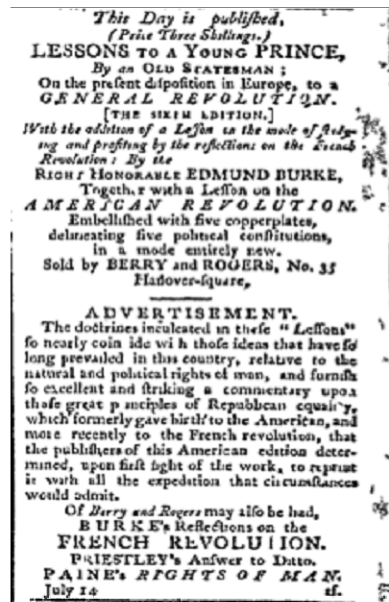 This Day is published,
(Price Three Shillings.)
LESSONS TO A YOUNG PRINCE,
By an OLD STATESMAN;
On the present disposition in Europe, to a
GENERAL REVOLUTION.
[THE SIXTH EDITION.]
With the addition of a Lesson on the mode of study-
ing and profiting by the reflections on the French
Revolution: By the
RIGHT HONORABLE EDMUND BURKE,
Together with a Lesson on the
AMERICAN REVOLUTION.
Embellished with five copperplates,
delineating five political constitutions,
in a mode entirely new.
Sold by BERRY and ROGERS, No. 35
Hanover-square,
ADVERTISEMENT.
The doctrines inculcated in these "Lessons"
so nearly coin ide wi h those ideas that have so
long prevailed in this country, relative to the
natural and political rights of man, and furnish
so excellent and striking a commentary upon
those great p inciples of Republican equality,
which formerly gave birth to the American, and
more recently to the French revolution, that
the publishers of this American edition deter-
mined, upon first sight of the work, to reprint
it with all the expedition that circumstances
would admit.
Of Berry and Rogers may also be had,
BURKE's Reflections on the
FRENCH REVOLUTION.
PRIESTLEY's Answer to Ditto.
PAINE's RIGHTS OF MAN.
July 14 tf.